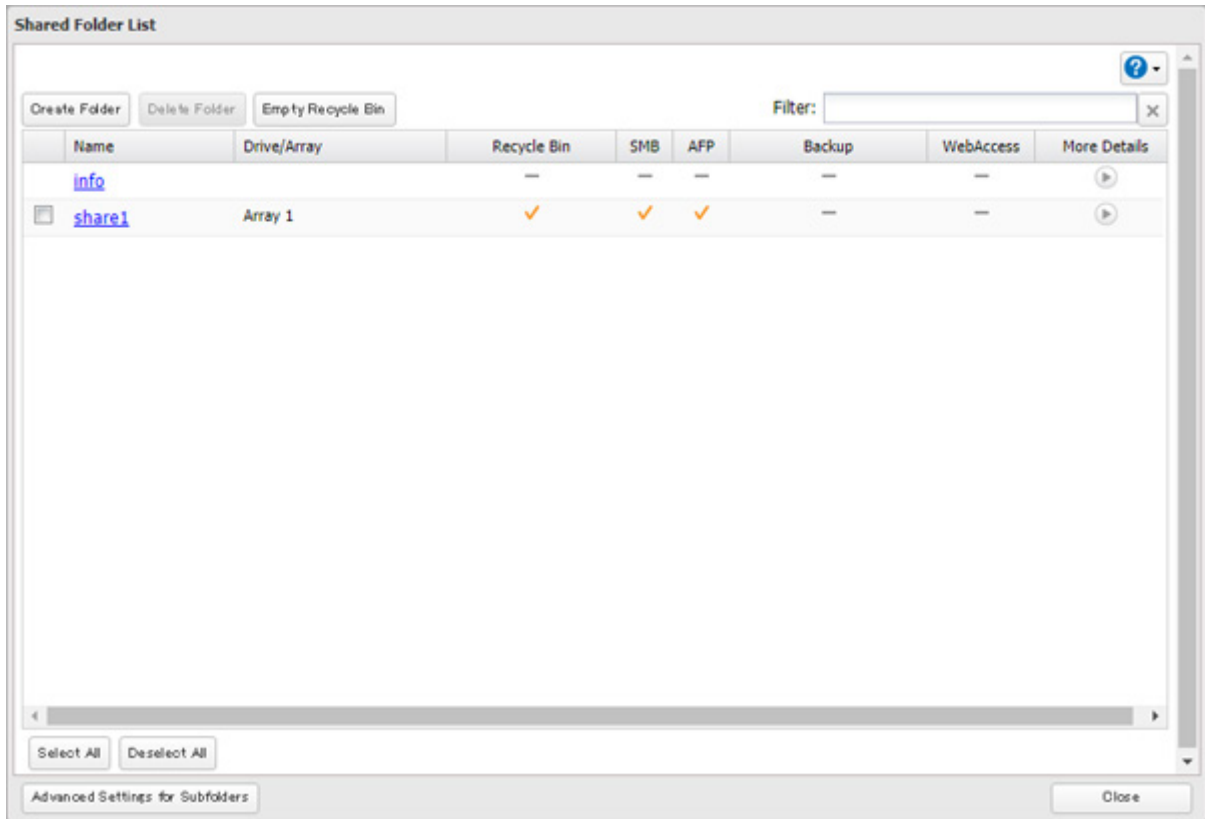 Shared Folder List
?
Create Folder Delete Folder Empty Recycle Bin Filter:
Name Drive/Array Recycle Bin SMB AFP Backup WebAccess More Details
info — — — — —
share1 Array 1 ✓ ✓ ✓ — —
Select All Deselect All
Advanced Settings for Subfolders Close